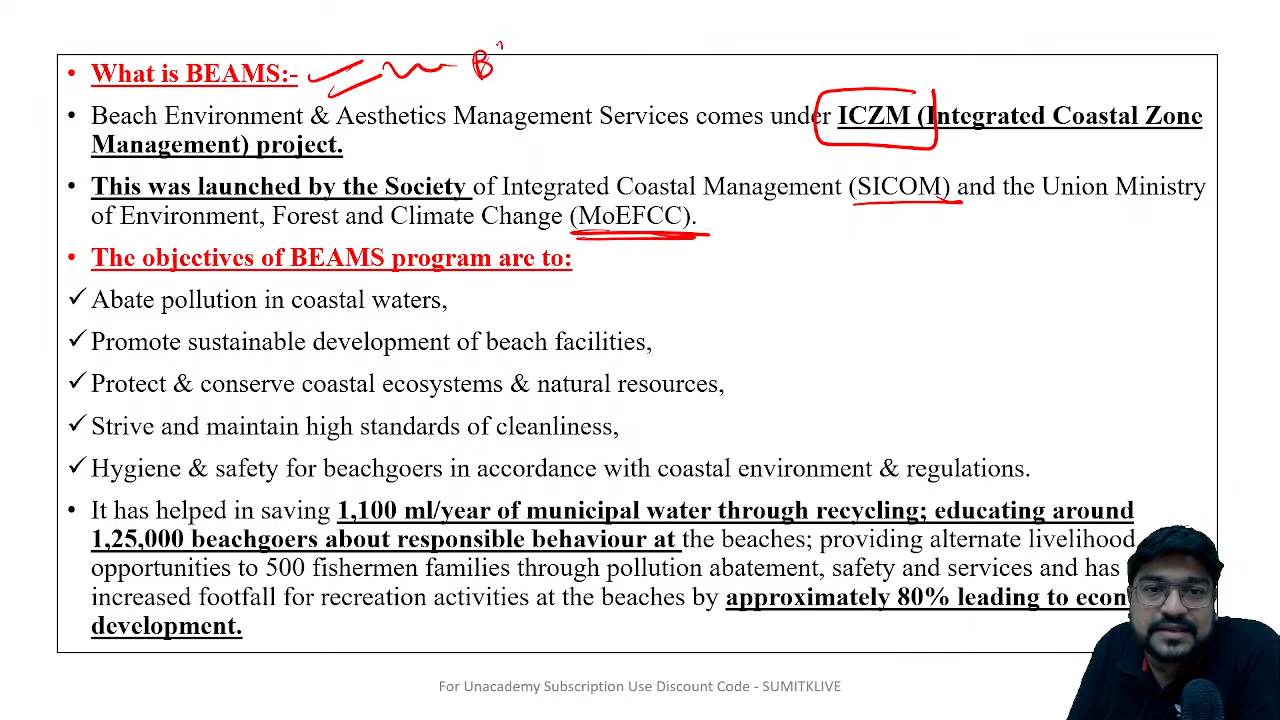 • What is BEAMS:-
B
• Beach Environment & Aesthetics Management Services comes under ICZM (Integrated Coastal Zone
Management) project.
• This was launched by the Society of Integrated Coastal Management (SICOM) and the Union Ministry
of Environment, Forest and Climate Change (MoEFCC).
• The objectives of BEAMS program are to:
✓ Abate pollution in coastal waters,
✓ Promote sustainable development of beach facilities,
✓ Protect & conserve coastal ecosystems & natural resources,
✓ Strive and maintain high standards of cleanliness,
✓ Hygiene & safety for beachgoers in accordance with coastal environment & regulations.
• It has helped in saving 1,100 ml/year of municipal water through recycling; educating around
1,25,000 beachgoers about responsible behaviour at the beaches; providing alternate livelihood
opportunities to 500 fishermen families through pollution abatement, safety and services and has
increased footfall for recreation activities at the beaches by approximately 80% leading to econ
development.
For Unacademy Subscription Use Discount Code - SUMITKLIVE